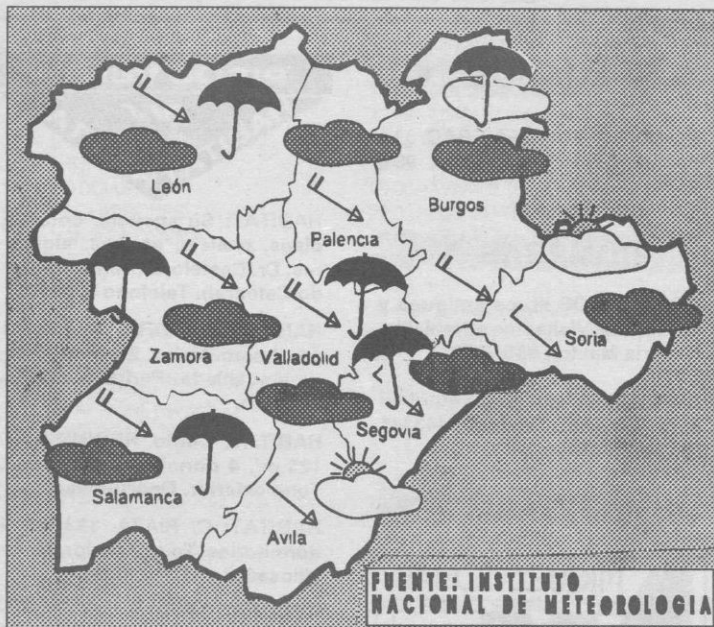 León
Burgos
Palencia
Soria
Zamora
Valladolid
Segovia
Salamanca
Avila
FUENTE: INSTITUTO
NACIONAL DE METEOROLOGIA